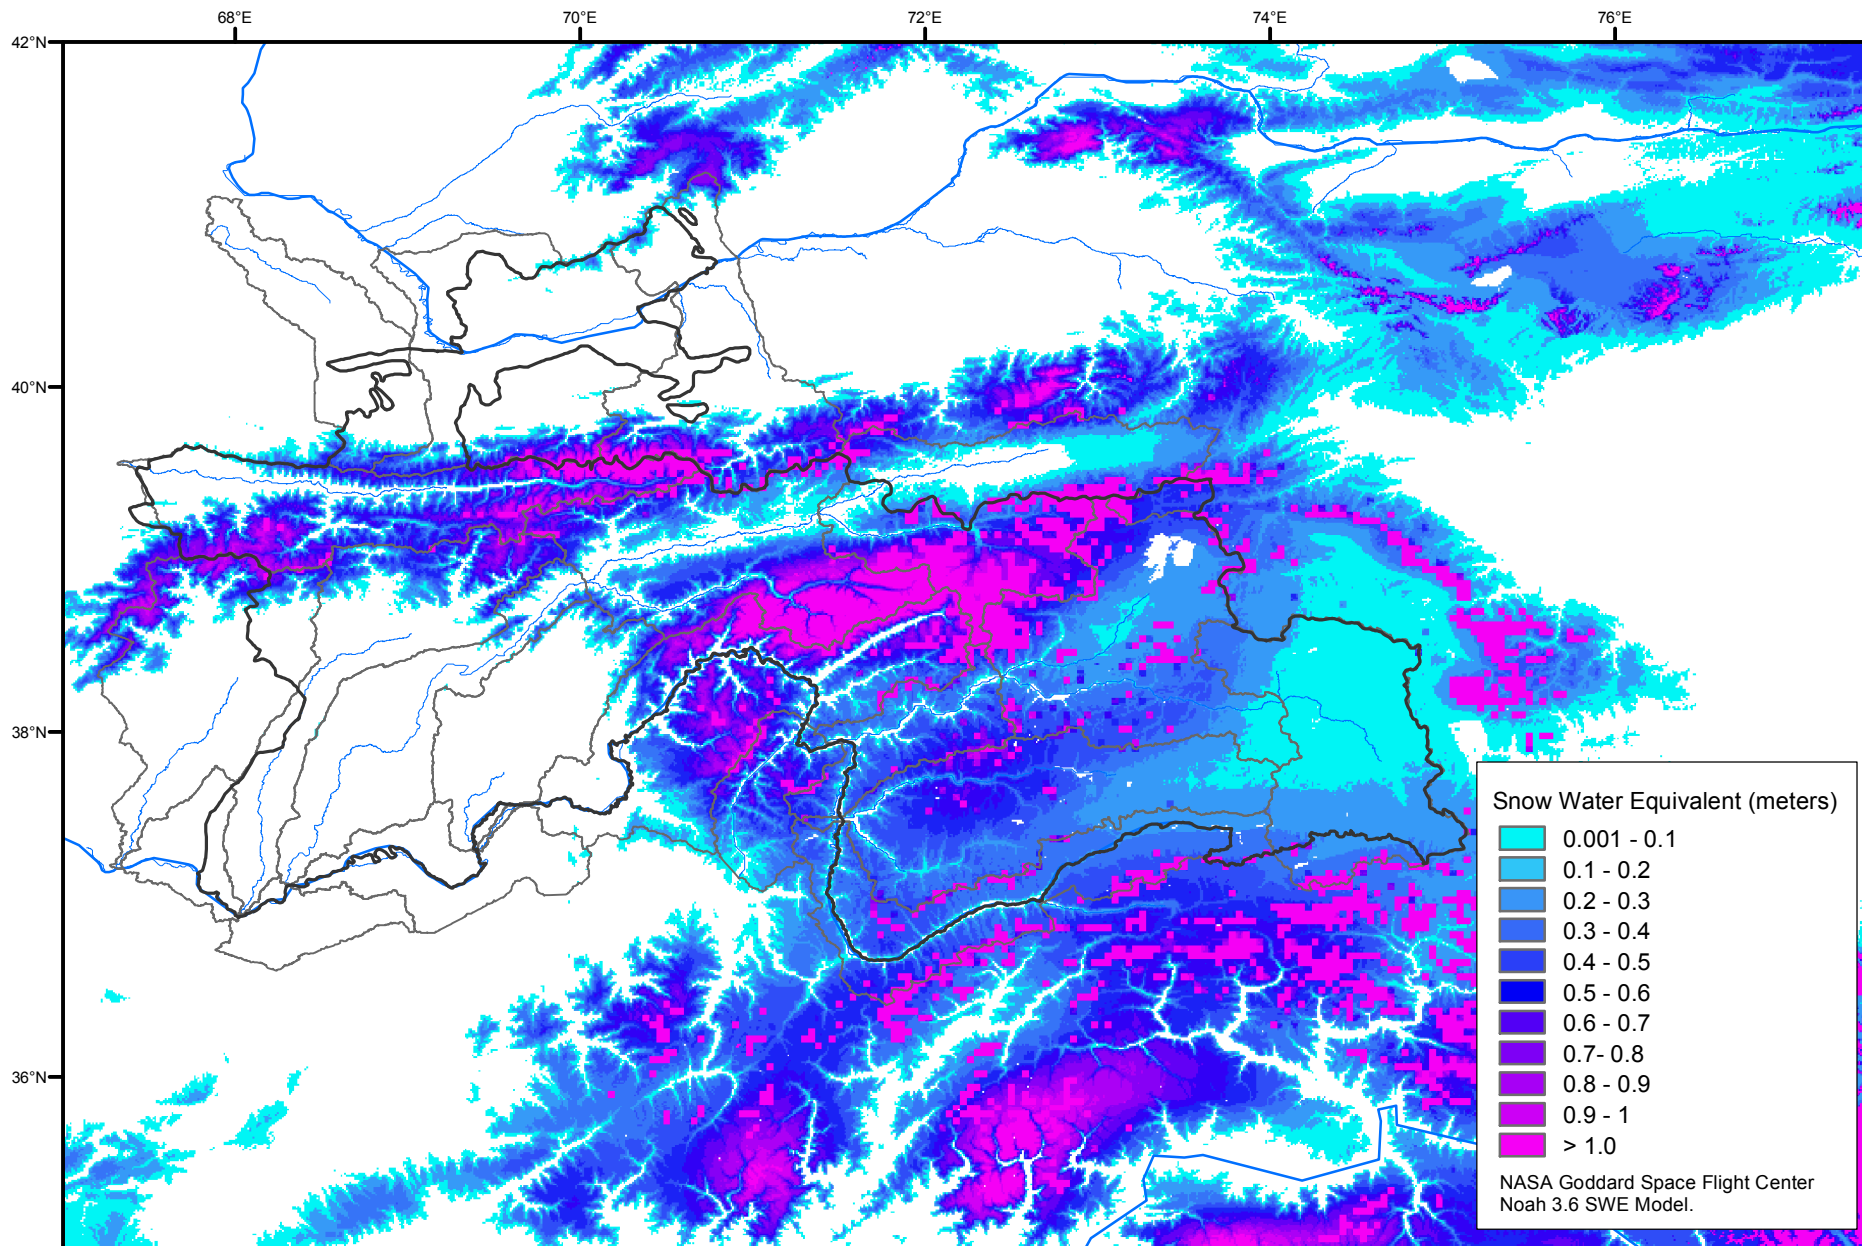 68°E
70°E
72°E
74°E
76°E
42°N
40°N
38°N
36°N
Snow Water Equivalent (meters)
0.001 - 0.1
0.1 - 0.2
0.2 - 0.3
0.3 - 0.4
0.4 - 0.5
0.5 - 0.6
0.6 - 0.7
0.7- 0.8
0.8 - 0.9
0.9 - 1
> 1.0
NASA Goddard Space Flight Center
Noah 3.6 SWE Model.